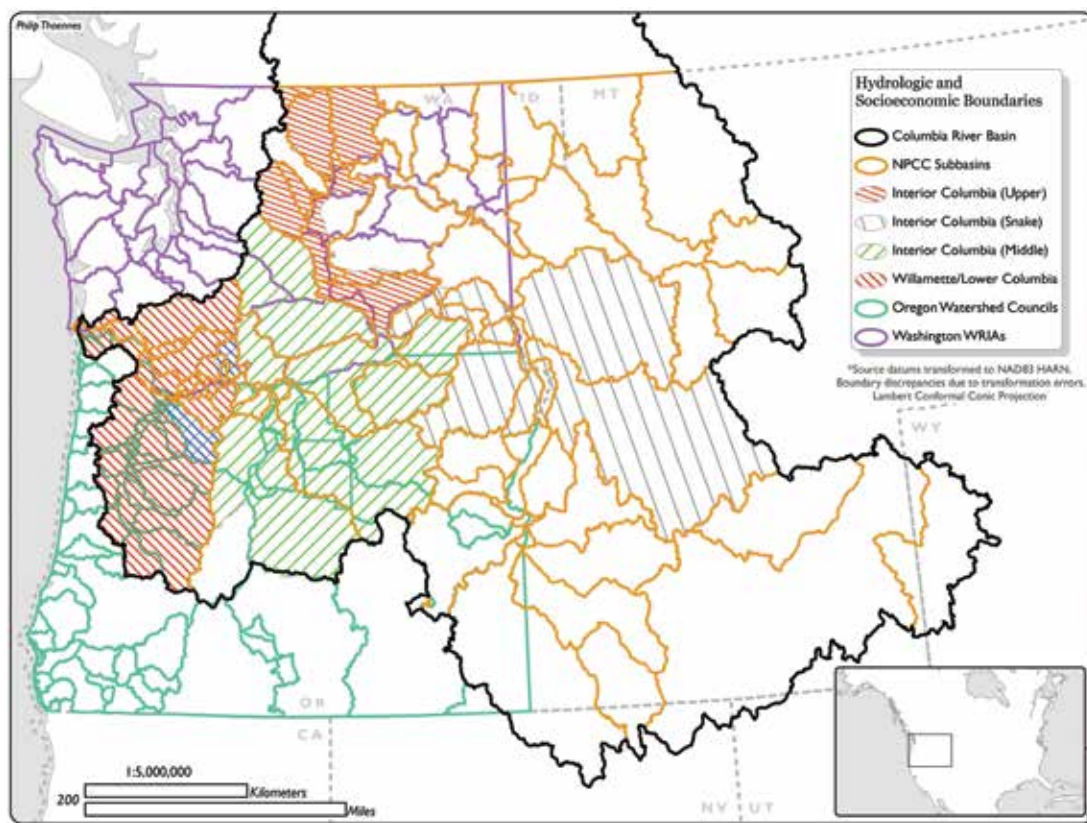 Philip Thoennes
WA
ID
MT
Hydrologic and
Socioeconomic Boundaries
Columbia River Basin
NPCC Subbasins
Interior Columbia (Upper)
Interior Columbia (Snake)
Interior Columbia (Middle)
Willamette/Lower Columbia
Oregon Watershed Councils
Washington WRIAs
*Source datums transformed to NAD83 HARN.
Boundary discrepancies due to transformation errors.
Lambert Conformal Conic Projection
WY
OR
CA
NV
UT
1:5,000,000
Kilometers
200
Miles